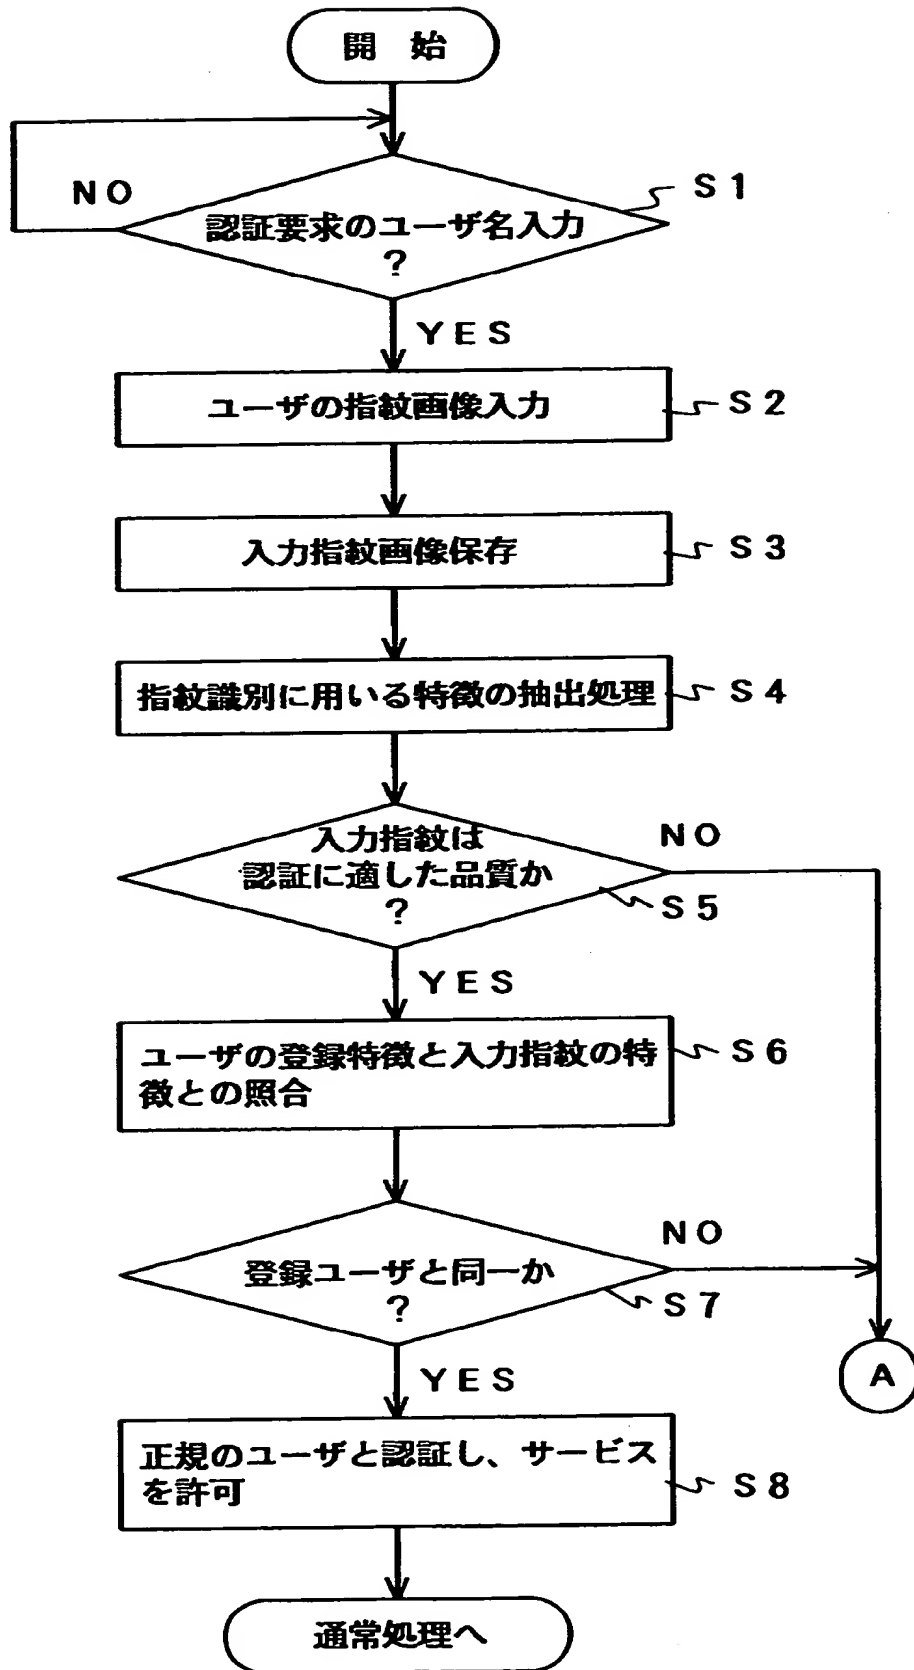 開 始
NO
S1
認証要求のユーザ名入力
?
YES
ユーザの指紋画像入力
S2
入力指紋画像保存
S3
指紋識別に用いる特徴の抽出処理
S4
入力指紋は
認証に適した品質か
?
NO
S5
YES
ユーザの登録特徴と入力指紋の特
徴との照合
S6
登録ユーザと同一か
?
NO
S7
A
YES
正規のユーザと認証し、サービス
を許可
S8
通常処理へ